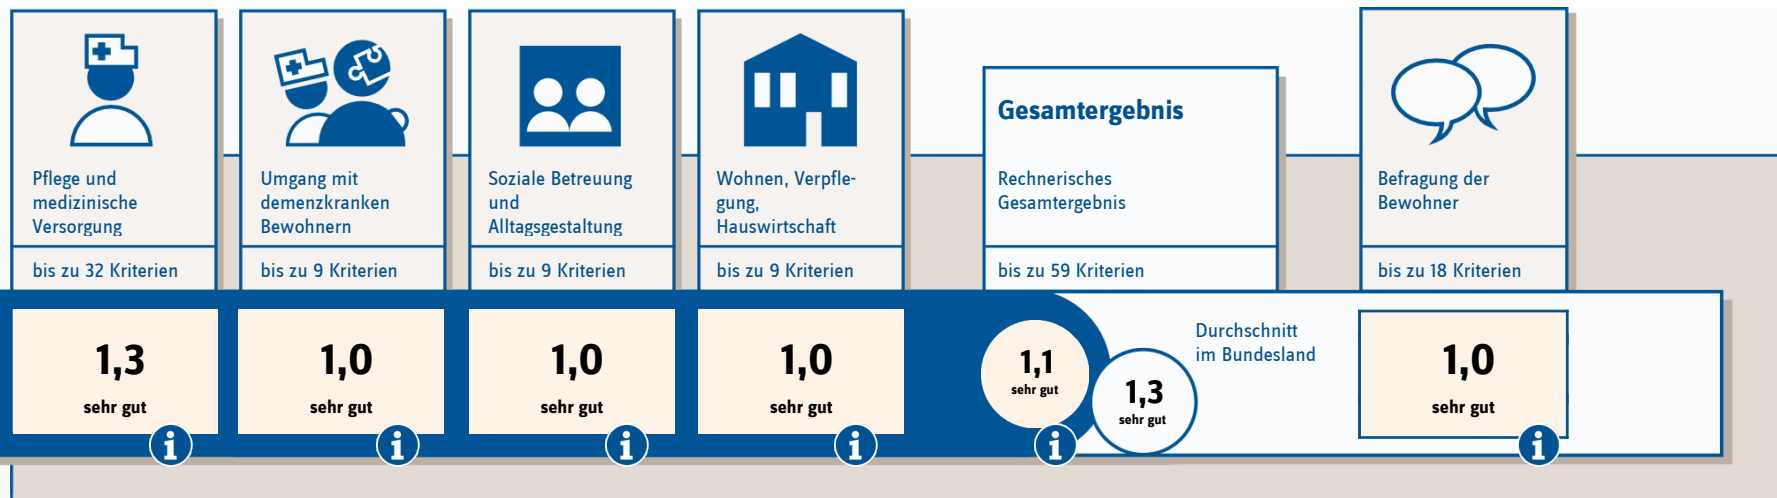 Pflege und
medizinische
Versorgung
bis zu 32 Kriterien
1,3
sehr gut
i
Umgang mit
demenzkranken
Bewohnern
bis zu 9 Kriterien
1,0
sehr gut
i
Soziale Betreuung
und
Alltagsgestaltung
bis zu 9 Kriterien
1,0
sehr gut
i
Wohnen, Verpfle-
gung,
Hauswirtschaft
bis zu 9 Kriterien
1,0
sehr gut
i
Gesamtergebnis
Rechnerisches
Gesamtergebnis
bis zu 59 Kriterien
1,1
sehr gut
i
Durchschnitt
im Bundesland
1,3
sehr gut
Befragung der
Bewohner
bis zu 18 Kriterien
1,0
sehr gut
i